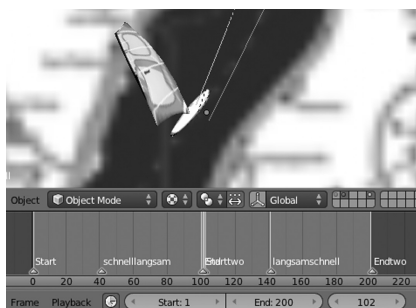 Object Object Mode Global
Start schnelllangsam Starttwo langsamschnell Endtwo
0 20 40 60 80 100 120 140 160 180 200 220
Frame Playback Start: 1 End: 200 102